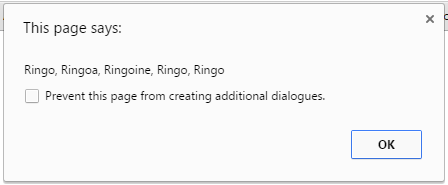 This page says:
Ringo, Ringoa, Ringoine, Ringo, Ringo
Prevent this page from creating additional dialogues.
OK